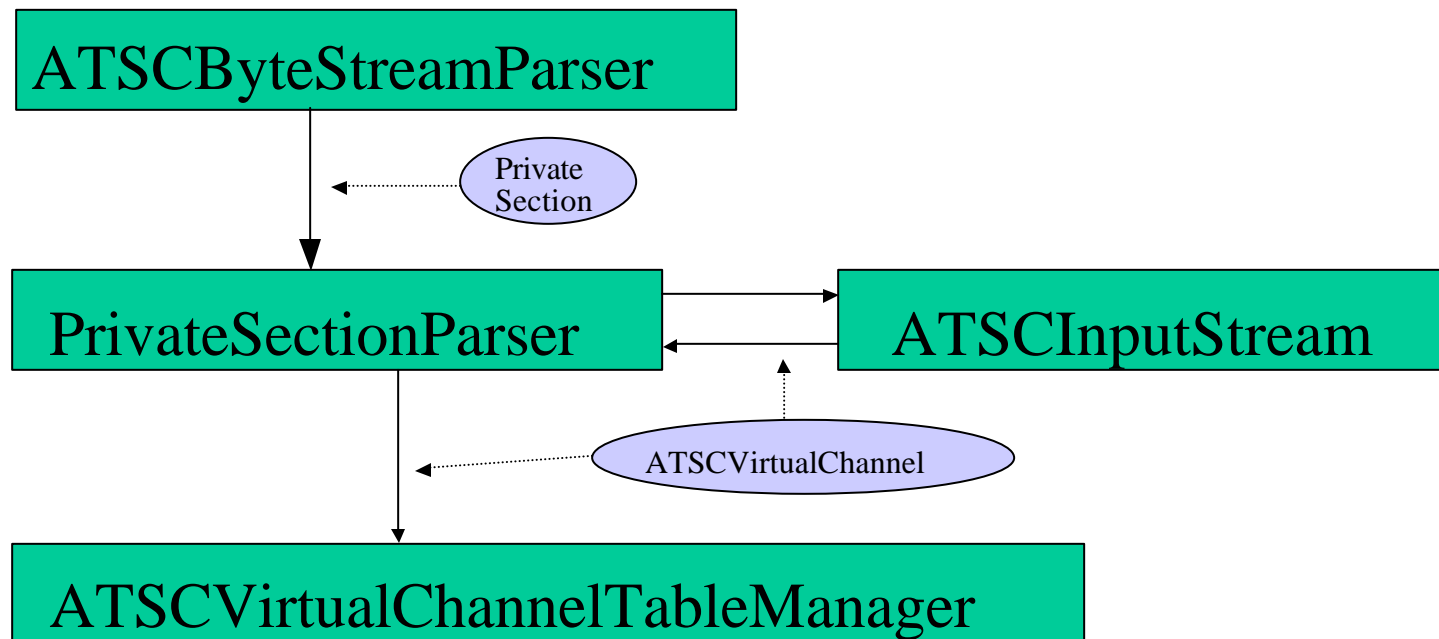 ATSCByteStreamParser
Private
Section
PrivateSectionParser
ATSCInputStream
ATSCVirtualChannel
ATSCVirtualChannelTableManager